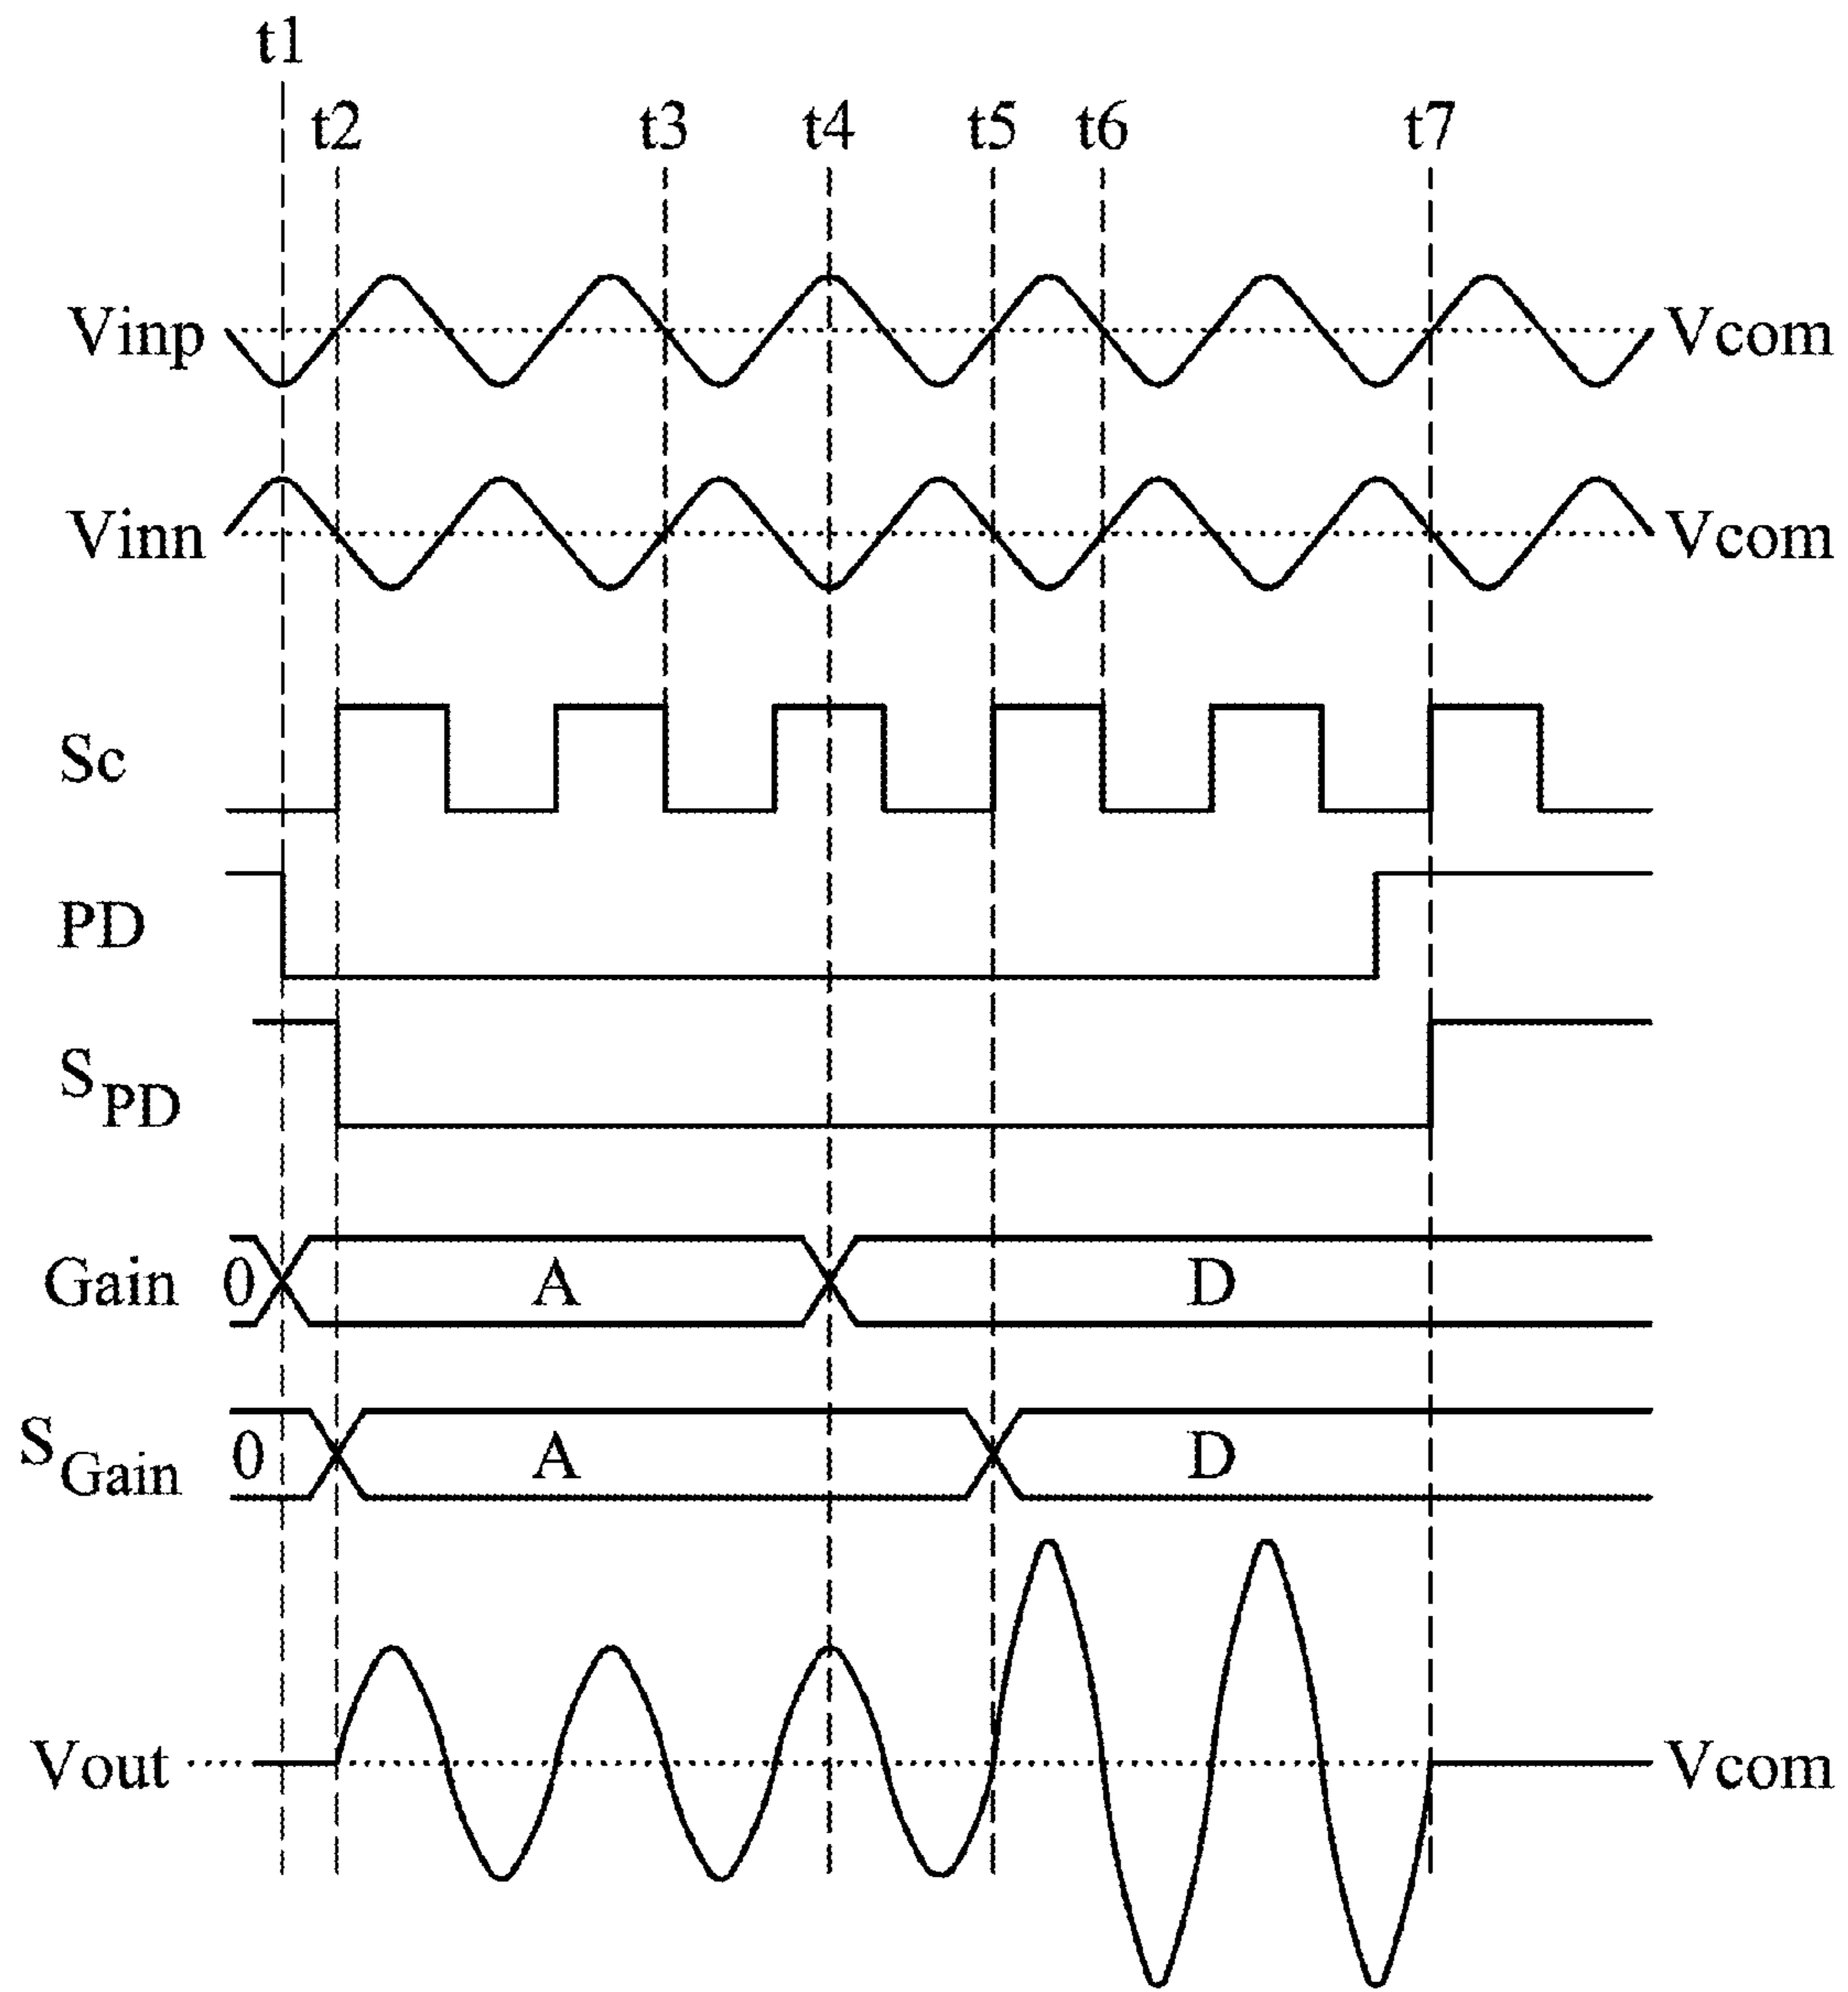 t1
t2 t3 t4 t5 t6 t7
Vinp Vcom
Vinn Vcom
Sc
PD
SPD
Gain 0 A D
SGain 0 A D
Vout Vcom